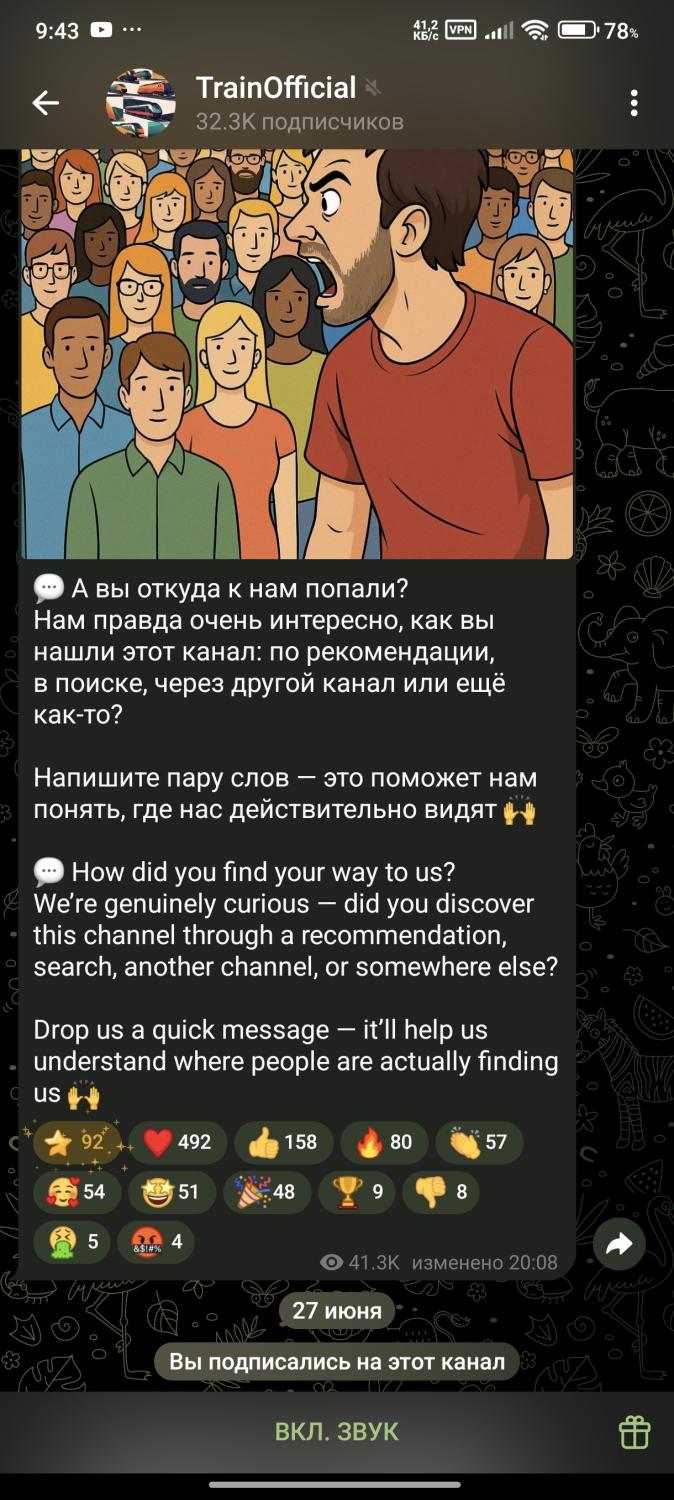 9:43 ... 41,2 КБ/с VPN 78%
TrainOfficial
32.3K подписчиков
💬 А вы откуда к нам попали?
Нам правда очень интересно, как вы
нашли этот канал: по рекомендации,
в поиске, через другой канал или ещё
как-то?
Напишите пару слов — это поможет нам
понять, где нас действительно видят 🙌
💬 How did you find your way to us?
We’re genuinely curious — did you discover
this channel through a recommendation,
search, another channel, or somewhere else?
Drop us a quick message — it’ll help us
understand where people are actually finding
us 🙌
⭐ 92 ❤️ 492 👍 158 🔥 80 👏 57
🥰 54 🤩 51 🎉 48 🏆 9 👎 8
🤮 5 🤬 4
41.3K изменено 20:08
27 июня
Вы подписались на этот канал
ВКЛ. ЗВУК